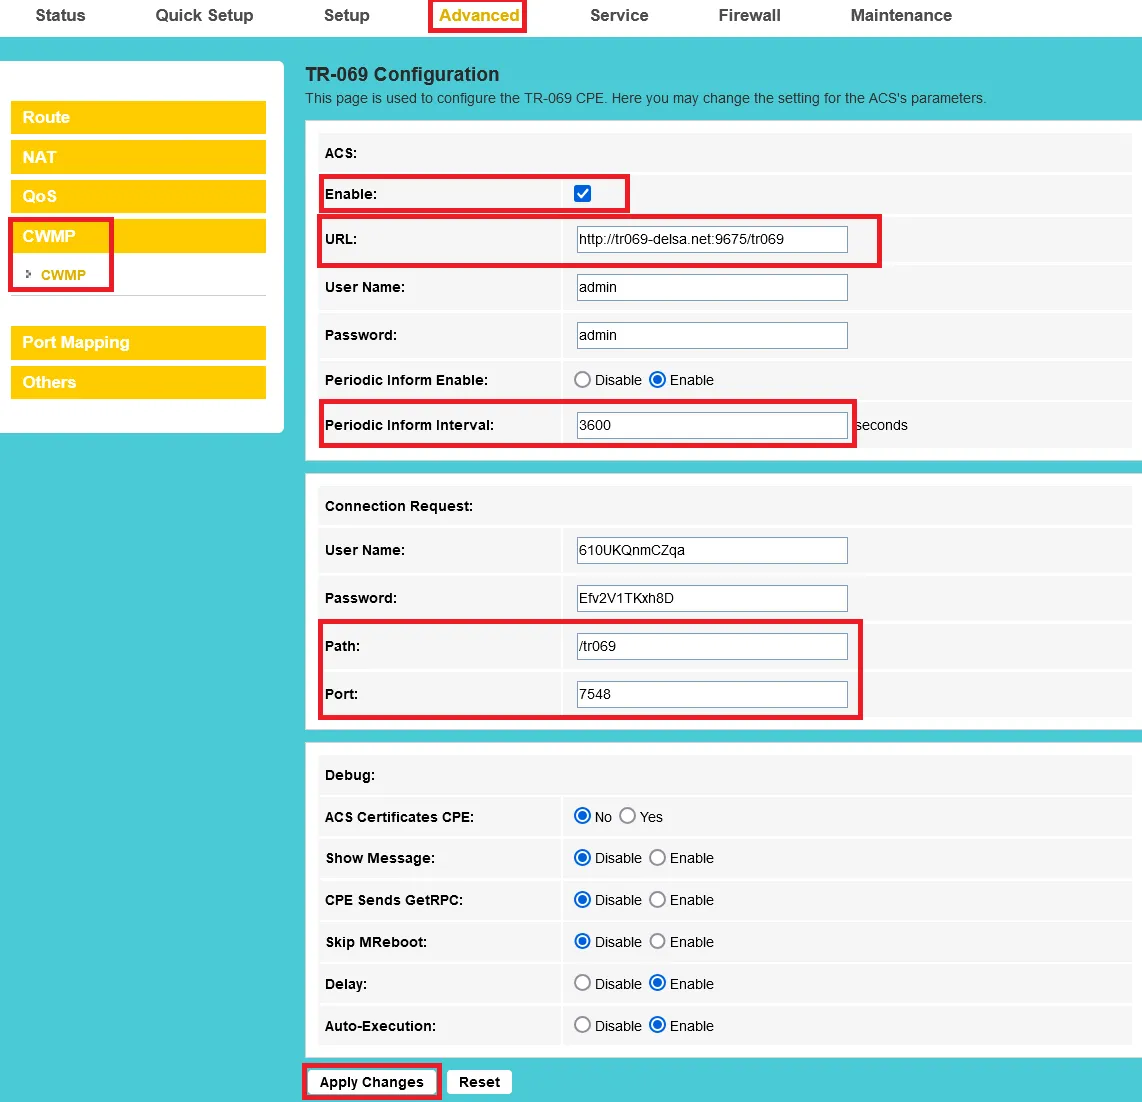 Status Quick Setup Setup Advanced Service Firewall Maintenance
Route
NAT
QoS
CWMP
CWMP
Port Mapping
Others
TR-069 Configuration
This page is used to configure the TR-069 CPE. Here you may change the setting for the ACS's parameters.
ACS:
Enable:
URL: http://tr069-delsa.net:9675/tr069
User Name: admin
Password: admin
Periodic Inform Enable: Disable Enable
Periodic Inform Interval: 3600 seconds
Connection Request:
User Name: 610UKQnmCZqa
Password: Efv2V1TKxh8D
Path: /tr069
Port: 7548
Debug:
ACS Certificates CPE: No Yes
Show Message: Disable Enable
CPE Sends GetRPC: Disable Enable
Skip MReboot: Disable Enable
Delay: Disable Enable
Auto-Execution: Disable Enable
Apply Changes Reset